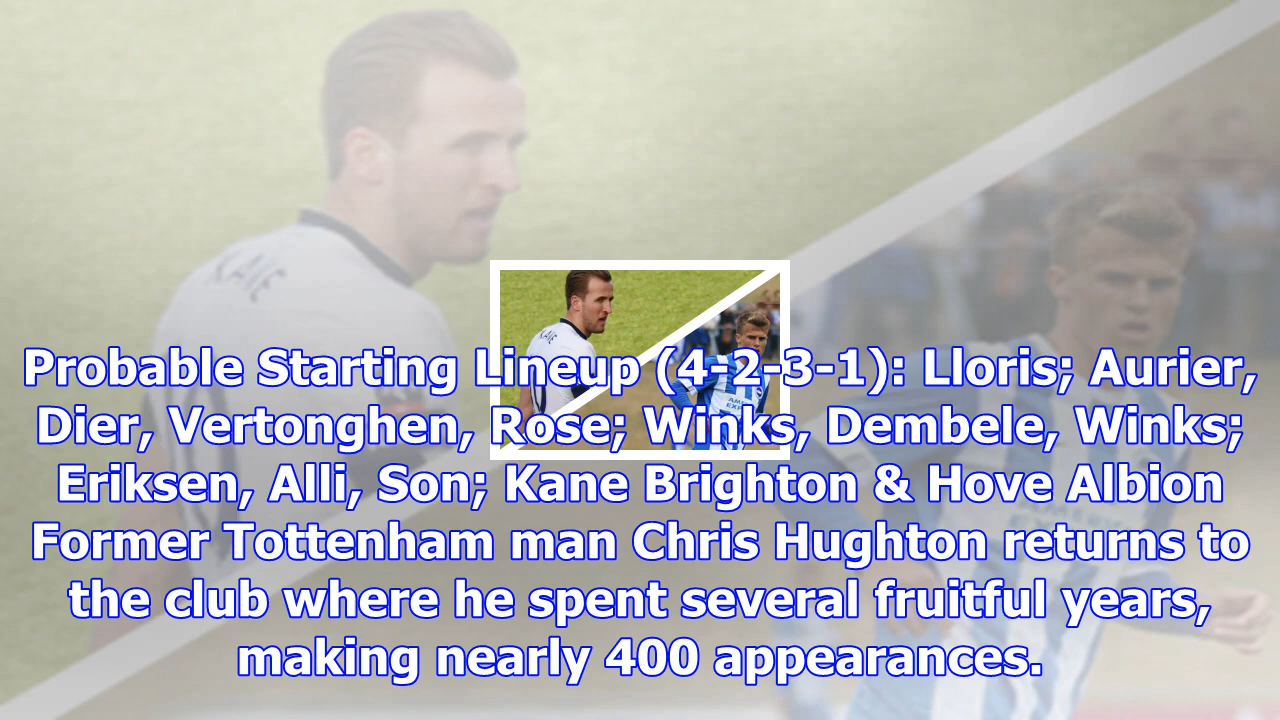 KANE
Probable Starting Lineup (4-2-3-1): Lloris; Aurier,
Dier, Vertonghen, Rose; Winks, Dembele, Winks;
Eriksen, Alli, Son; Kane Brighton & Hove Albion
Former Tottenham man Chris Hughton returns to
the club where he spent several fruitful years,
making nearly 400 appearances.